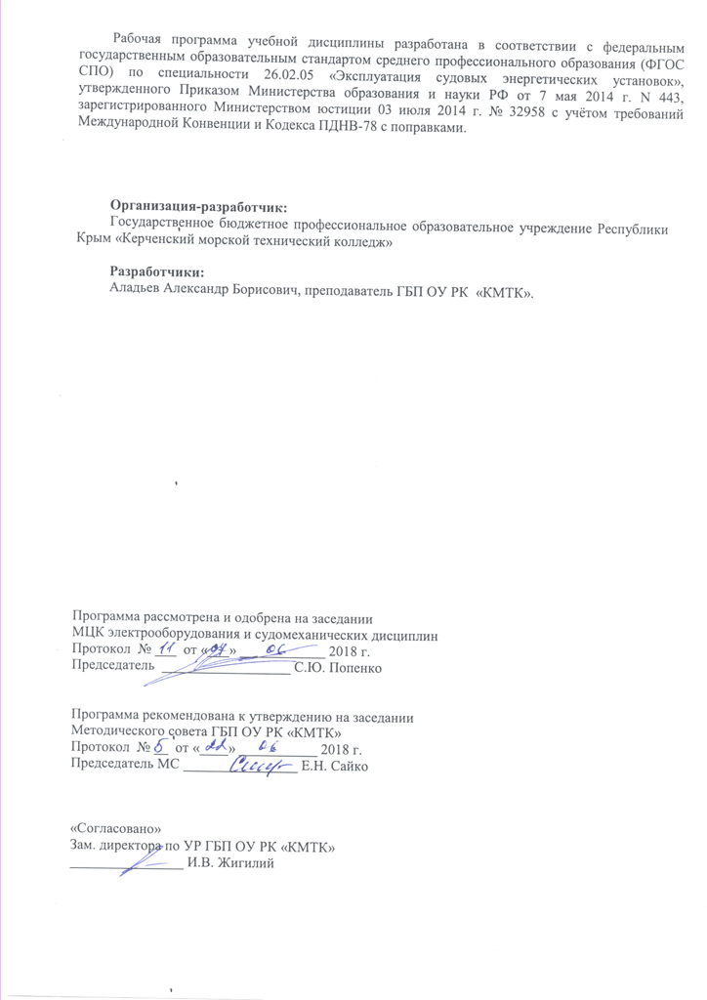 Рабочая программа учебной дисциплины разработана в соответствии с федеральным
государственным образовательным стандартом среднего профессионального образования (ФГОС
СПО) по специальности 26.02.05 «Эксплуатация судовых энергетических установок»,
утвержденного Приказом Министерства образования и науки РФ от 7 мая 2014 г. N 443,
зарегистрированного Министерством юстиции 03 июля 2014 г. № 32958 с учётом требований
Международной Конвенции и Кодекса ПДНВ-78 с поправками.
Организация-разработчик:
Государственное бюджетное профессиональное образовательное учреждение Республики
Крым «Керченский морской технический колледж»
Разработчики:
Аладьев Александр Борисович, преподаватель ГБП ОУ РК «КМТК».
Программа рассмотрена и одобрена на заседании
МЦК электрооборудования и судомеханических дисциплин
Протокол № 11 от «07» 06 2018 г.
Председатель ____________________ С.Ю. Попенко
Программа рекомендована к утверждению на заседании
Методического совета ГБП ОУ РК «КМТК»
Протокол № 5 от «22» 06 2018 г.
Председатель МС ________________ Е.Н. Сайко
«Согласовано»
Зам. директора по УР ГБП ОУ РК «КМТК»
________________ И.В. Жигилий